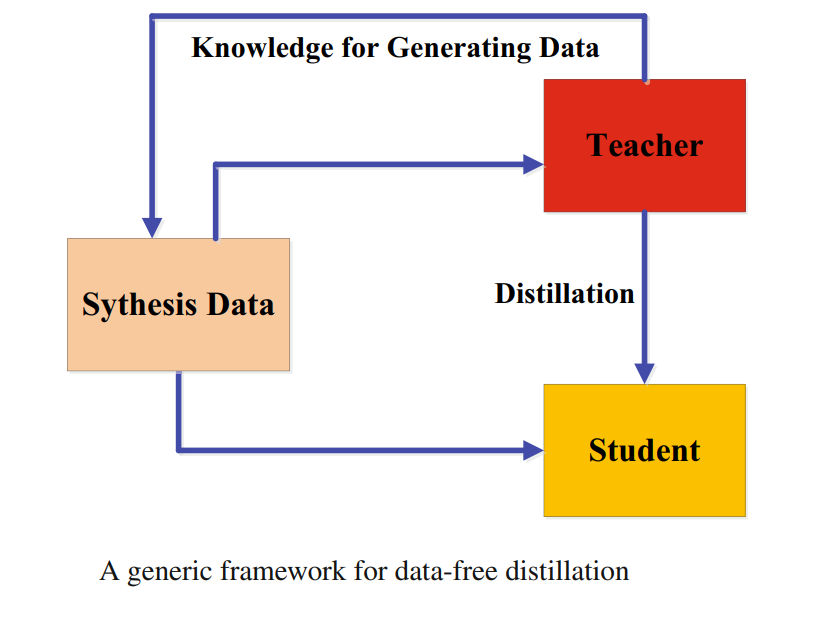 Knowledge for Generating Data
Teacher
Sythesis Data
Distillation
Student
A generic framework for data-free distillation